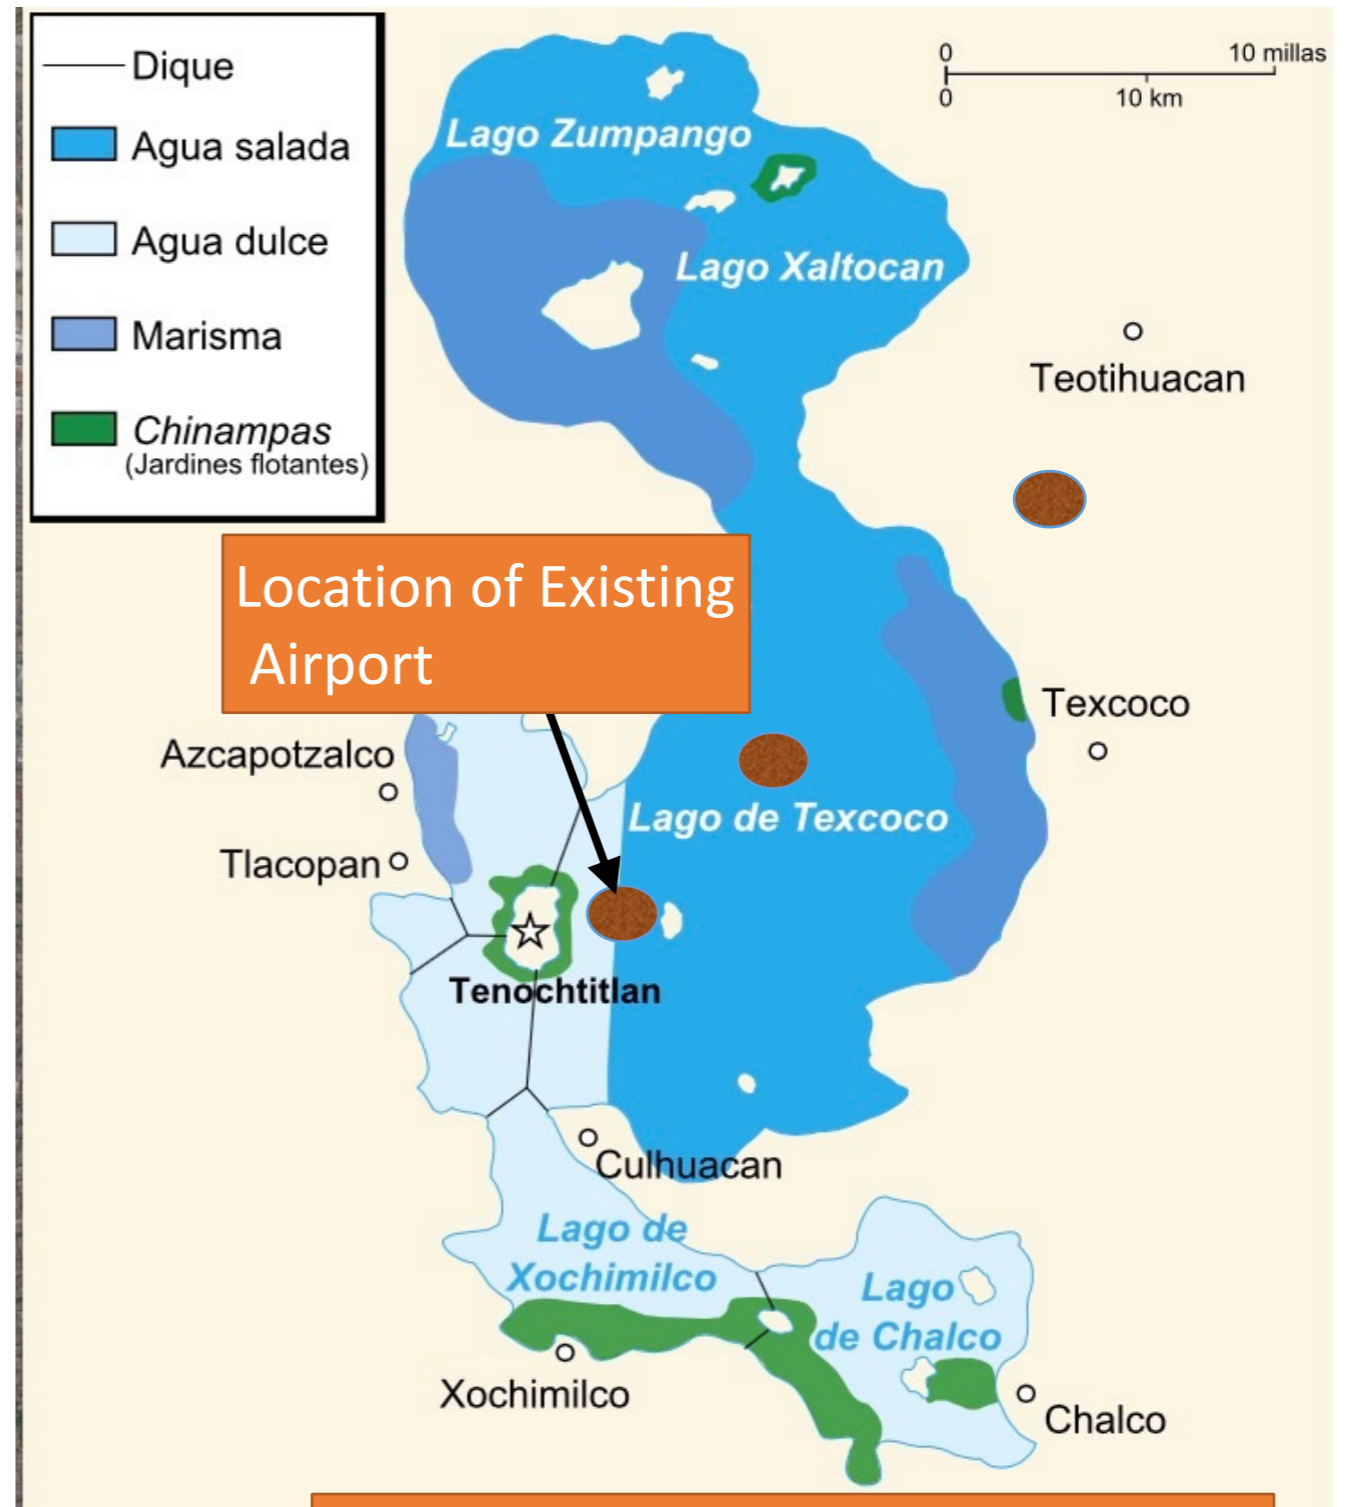 Dique
Agua salada
Agua dulce
Marisma
Chinampas
(Jardines flotantes)
0
10 millas
0
10 km
Lago Zumpango
Lago Xaltocan
Teotihuacan
Location of Existing
Airport
Texcoco
Azcapotzalco
Lago de Texcoco
Tlacopan
Tenochtitlan
Culhuacan
Lago de
Xochimilco
Lago
de Chalco
Xochimilco
Chalco